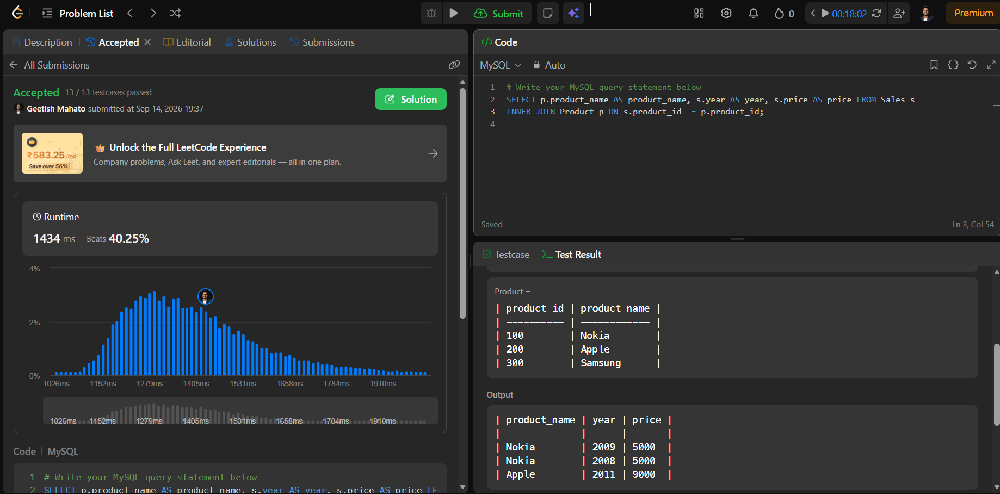 Problem List
Submit
0
00:18:02
Premium
Description
Accepted
Editorial
Solutions
Submissions
All Submissions
Accepted 13 / 13 testcases passed
Geetish Mahato submitted at Sep 14, 2026 19:37
Solution
₹583.25/mo
Save over 56%
Unlock the Full LeetCode Experience
Company problems, Ask Leet, and expert editorials — all in one plan.
Runtime
1434 ms | Beats 40.25%
4%
2%
0%
1026ms 1152ms 1279ms 1405ms 1531ms 1658ms 1784ms 1910ms
1026ms 1152ms 1279ms 1405ms 1531ms 1658ms 1784ms 1910ms
Code | MySQL
1 # Write your MySQL query statement below
2 SELECT p.product_name AS product_name, s.year AS year, s.price AS price FR
</> Code
MySQL
Auto
1 # Write your MySQL query statement below
2 SELECT p.product_name AS product_name, s.year AS year, s.price AS price FROM Sales s
3 INNER JOIN Product p ON s.product_id  = p.product_id;
4
Saved
Ln 3, Col 54
Testcase
Test Result
Product =
| product_id | product_name |
| ---------- | ------------ |
| 100        | Nokia        |
| 200        | Apple        |
| 300        | Samsung      |
Output
| product_name | year | price |
| ------------ | ---- | ----- |
| Nokia        | 2009 | 5000  |
| Nokia        | 2008 | 5000  |
| Apple        | 2011 | 9000  |